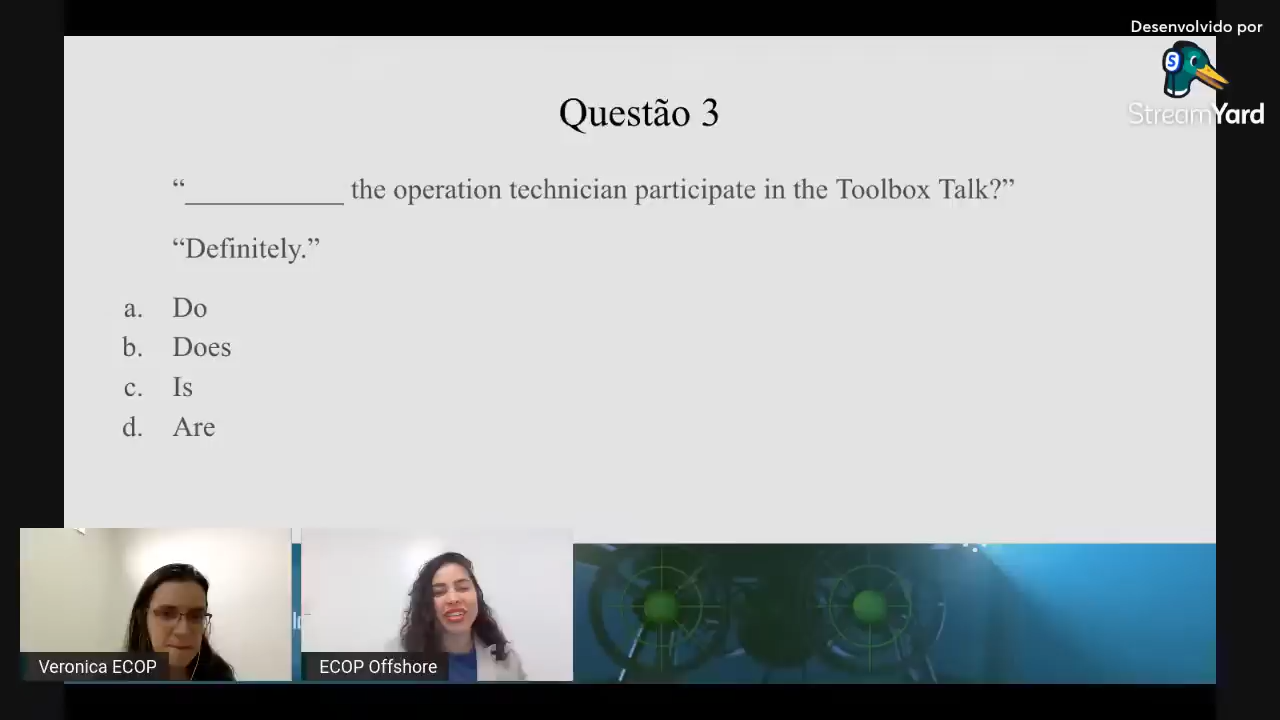 Desenvolvido por
StreamYard
Questão 3
“___________ the operation technician participate in the Toolbox Talk?”
“Definitely.”
a. Do
b. Does
c. Is
d. Are
Veronica ECOP
ECOP Offshore